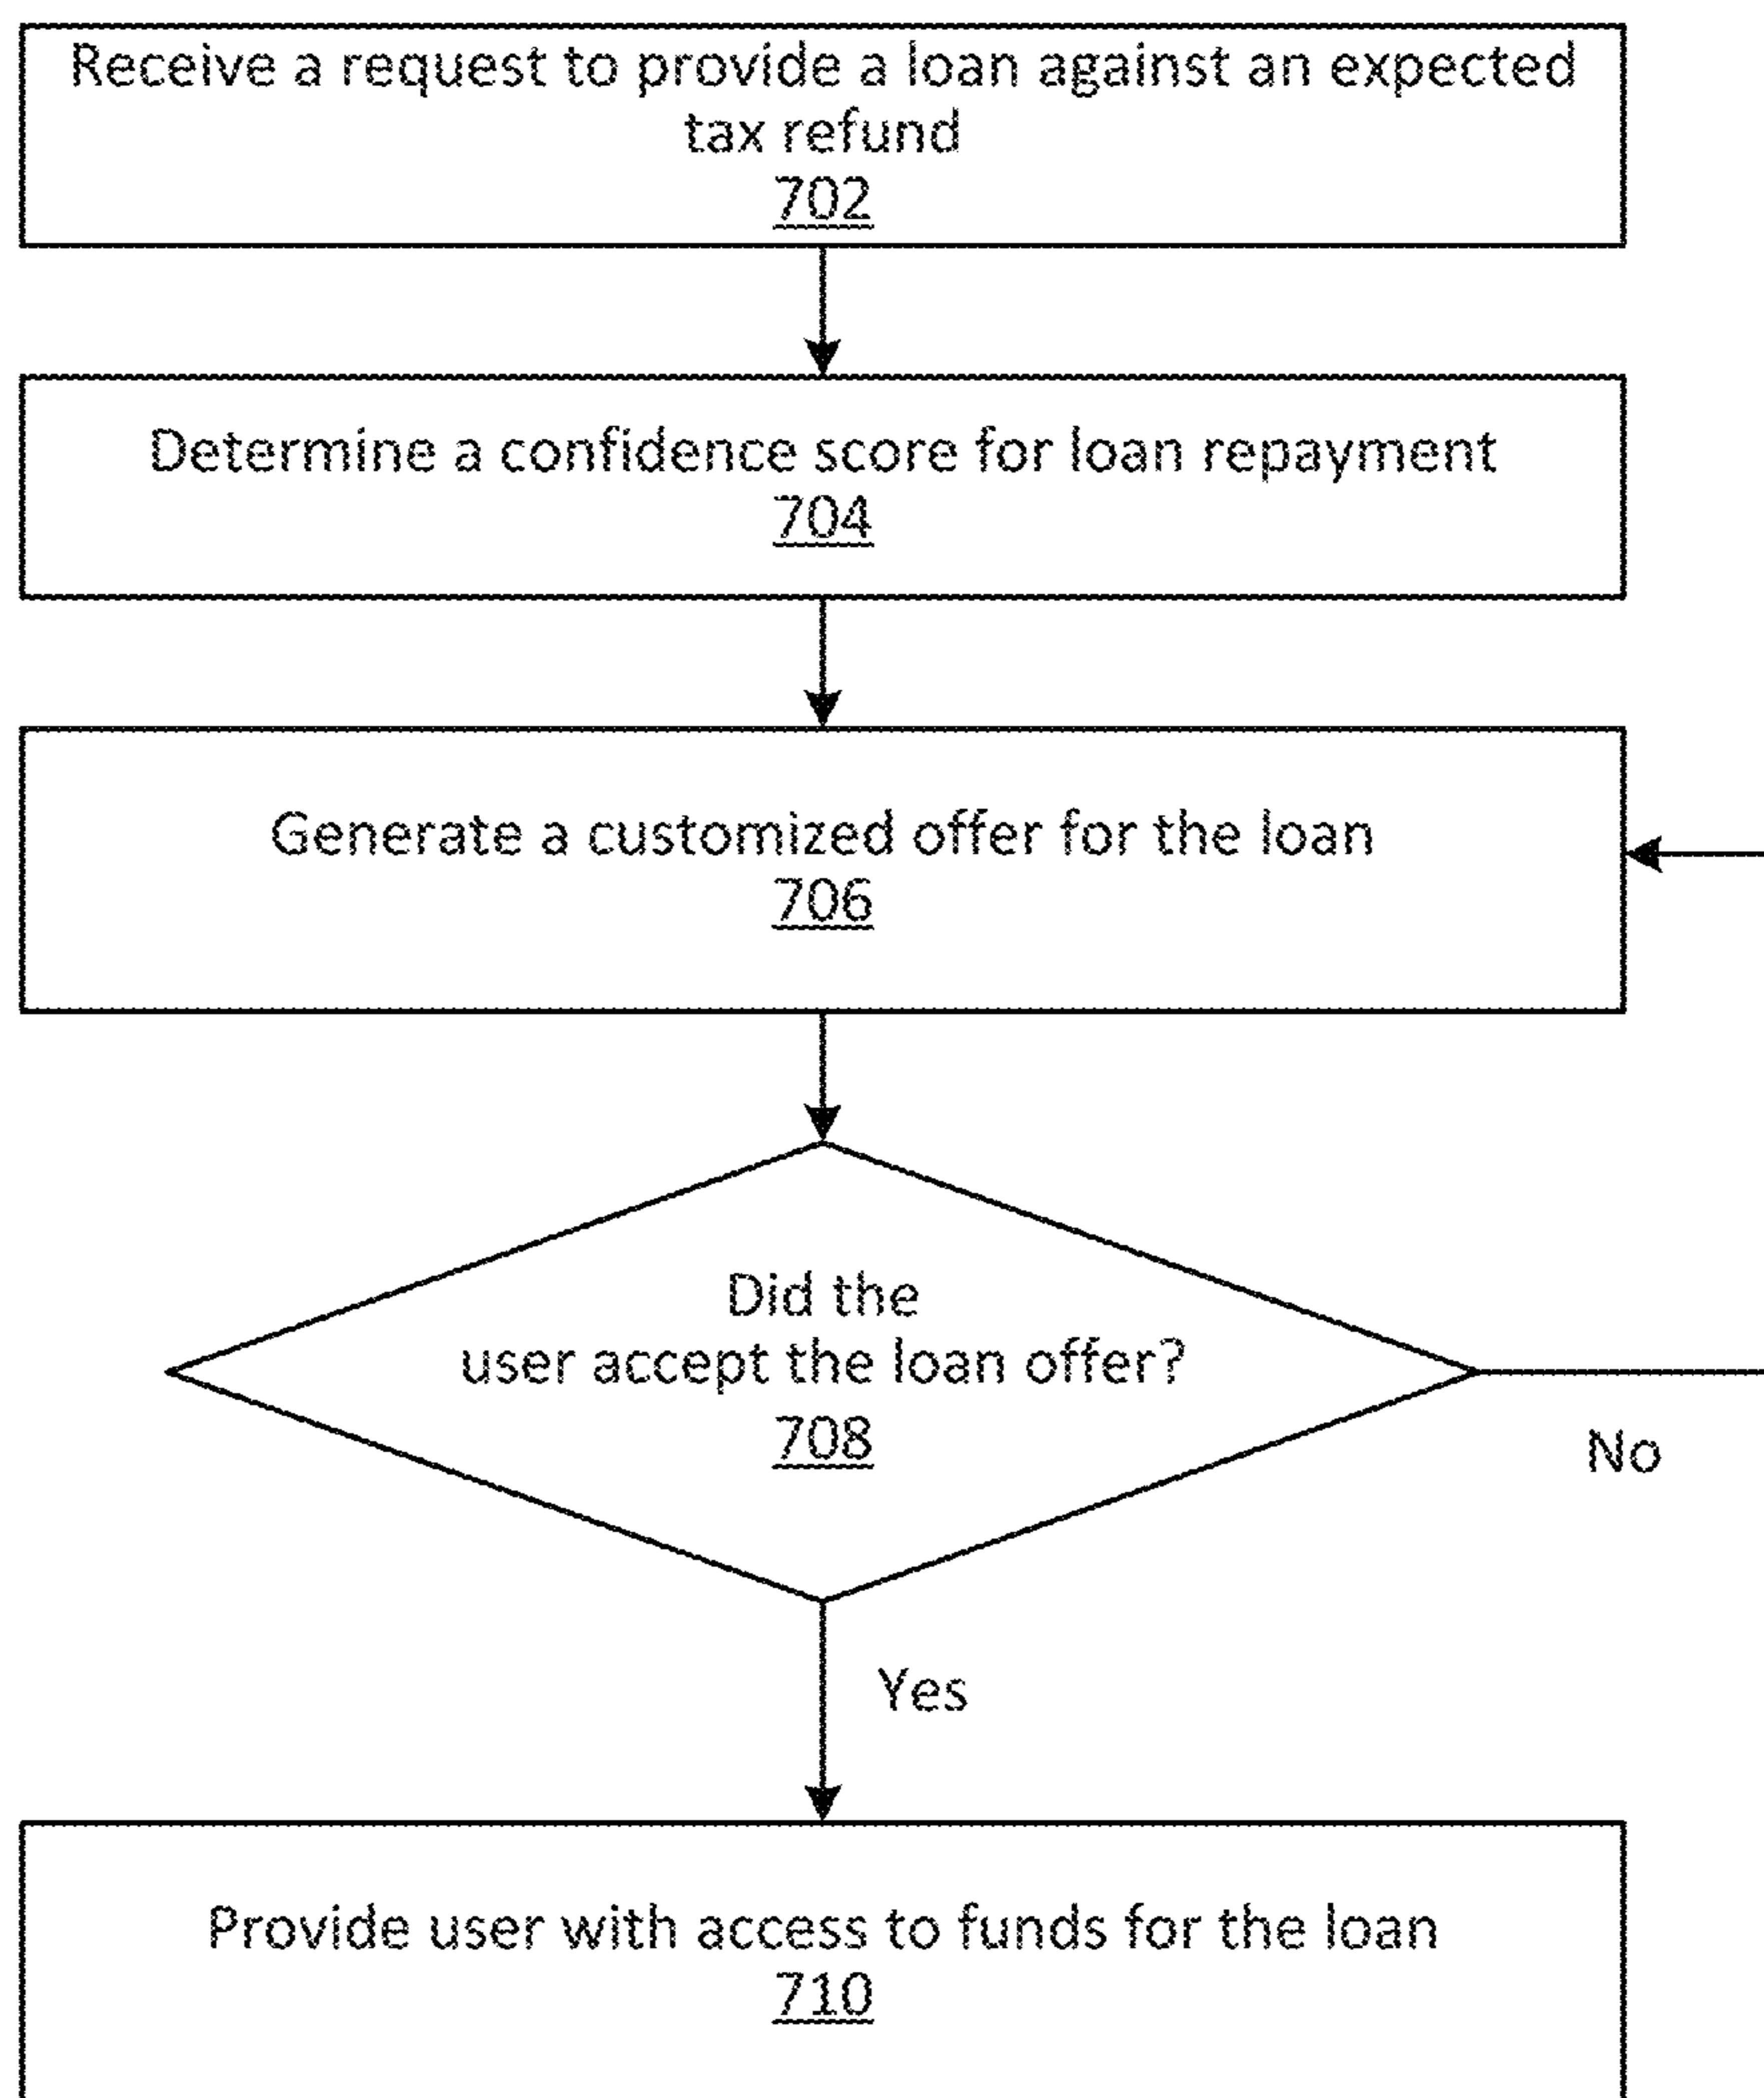 Receive a request to provide a loan against an expected
tax refund
702
Determine a confidence score for loan repayment
704
Generate a customized offer for the loan
706
Did the
user accept the loan offer?
708
No
Yes
Provide user with access to funds for the loan
710